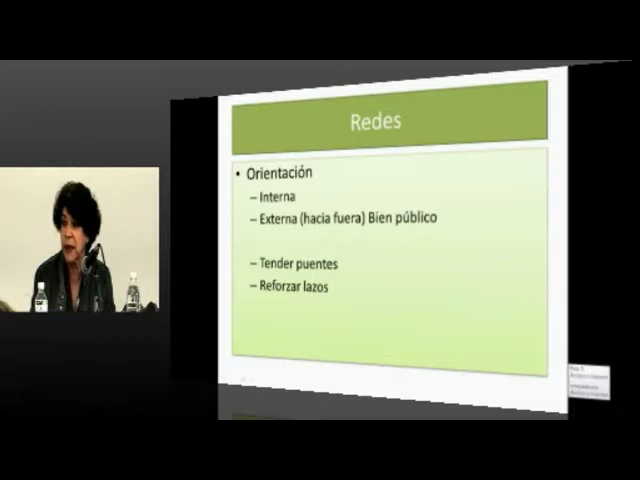 Redes
• Orientación
– Interna
– Externa (hacia fuera) Bien público
– Tender puentes
– Reforzar lazos